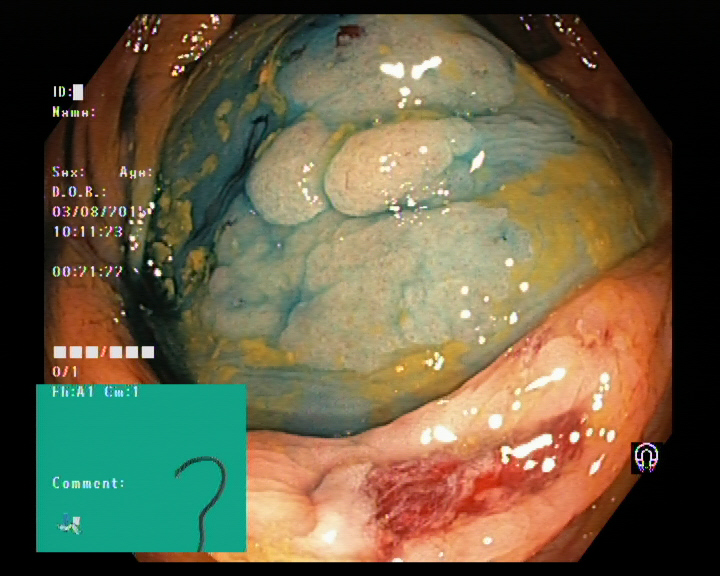 ID:
Name:
Sex: Age:
D.O.B.:
03/08/2015
10:11:23
00:21:22
/
0/1
Eh:A1 Cm:1
Comment: